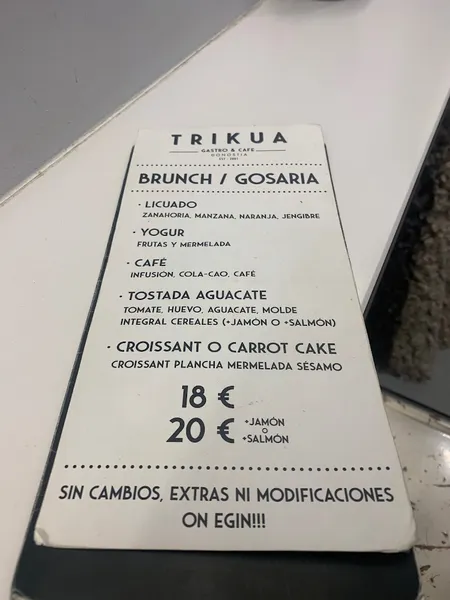 TRIKUA
GASTRO & CAFE
DONOSTIA
BRUNCH / GOSARIA
· LICUADO
ZANAHORIA, MANZANA, NARANJA, JENGIBRE
· YOGUR
FRUTAS Y MERMELADA
· CAFÉ
INFUSIÓN, COLA-CAO, CAFÉ
· TOSTADA AGUACATE
TOMATE, HUEVO, AGUACATE, MOLDE
INTEGRAL CEREALES (+JAMÓN O +SALMÓN)
· CROISSANT O CARROT CAKE
CROISSANT PLANCHA MERMELADA SÉSAMO
18 €
20 € +JAMÓN
O
+SALMÓN
SIN CAMBIOS, EXTRAS NI MODIFICACIONES
ON EGIN!!!